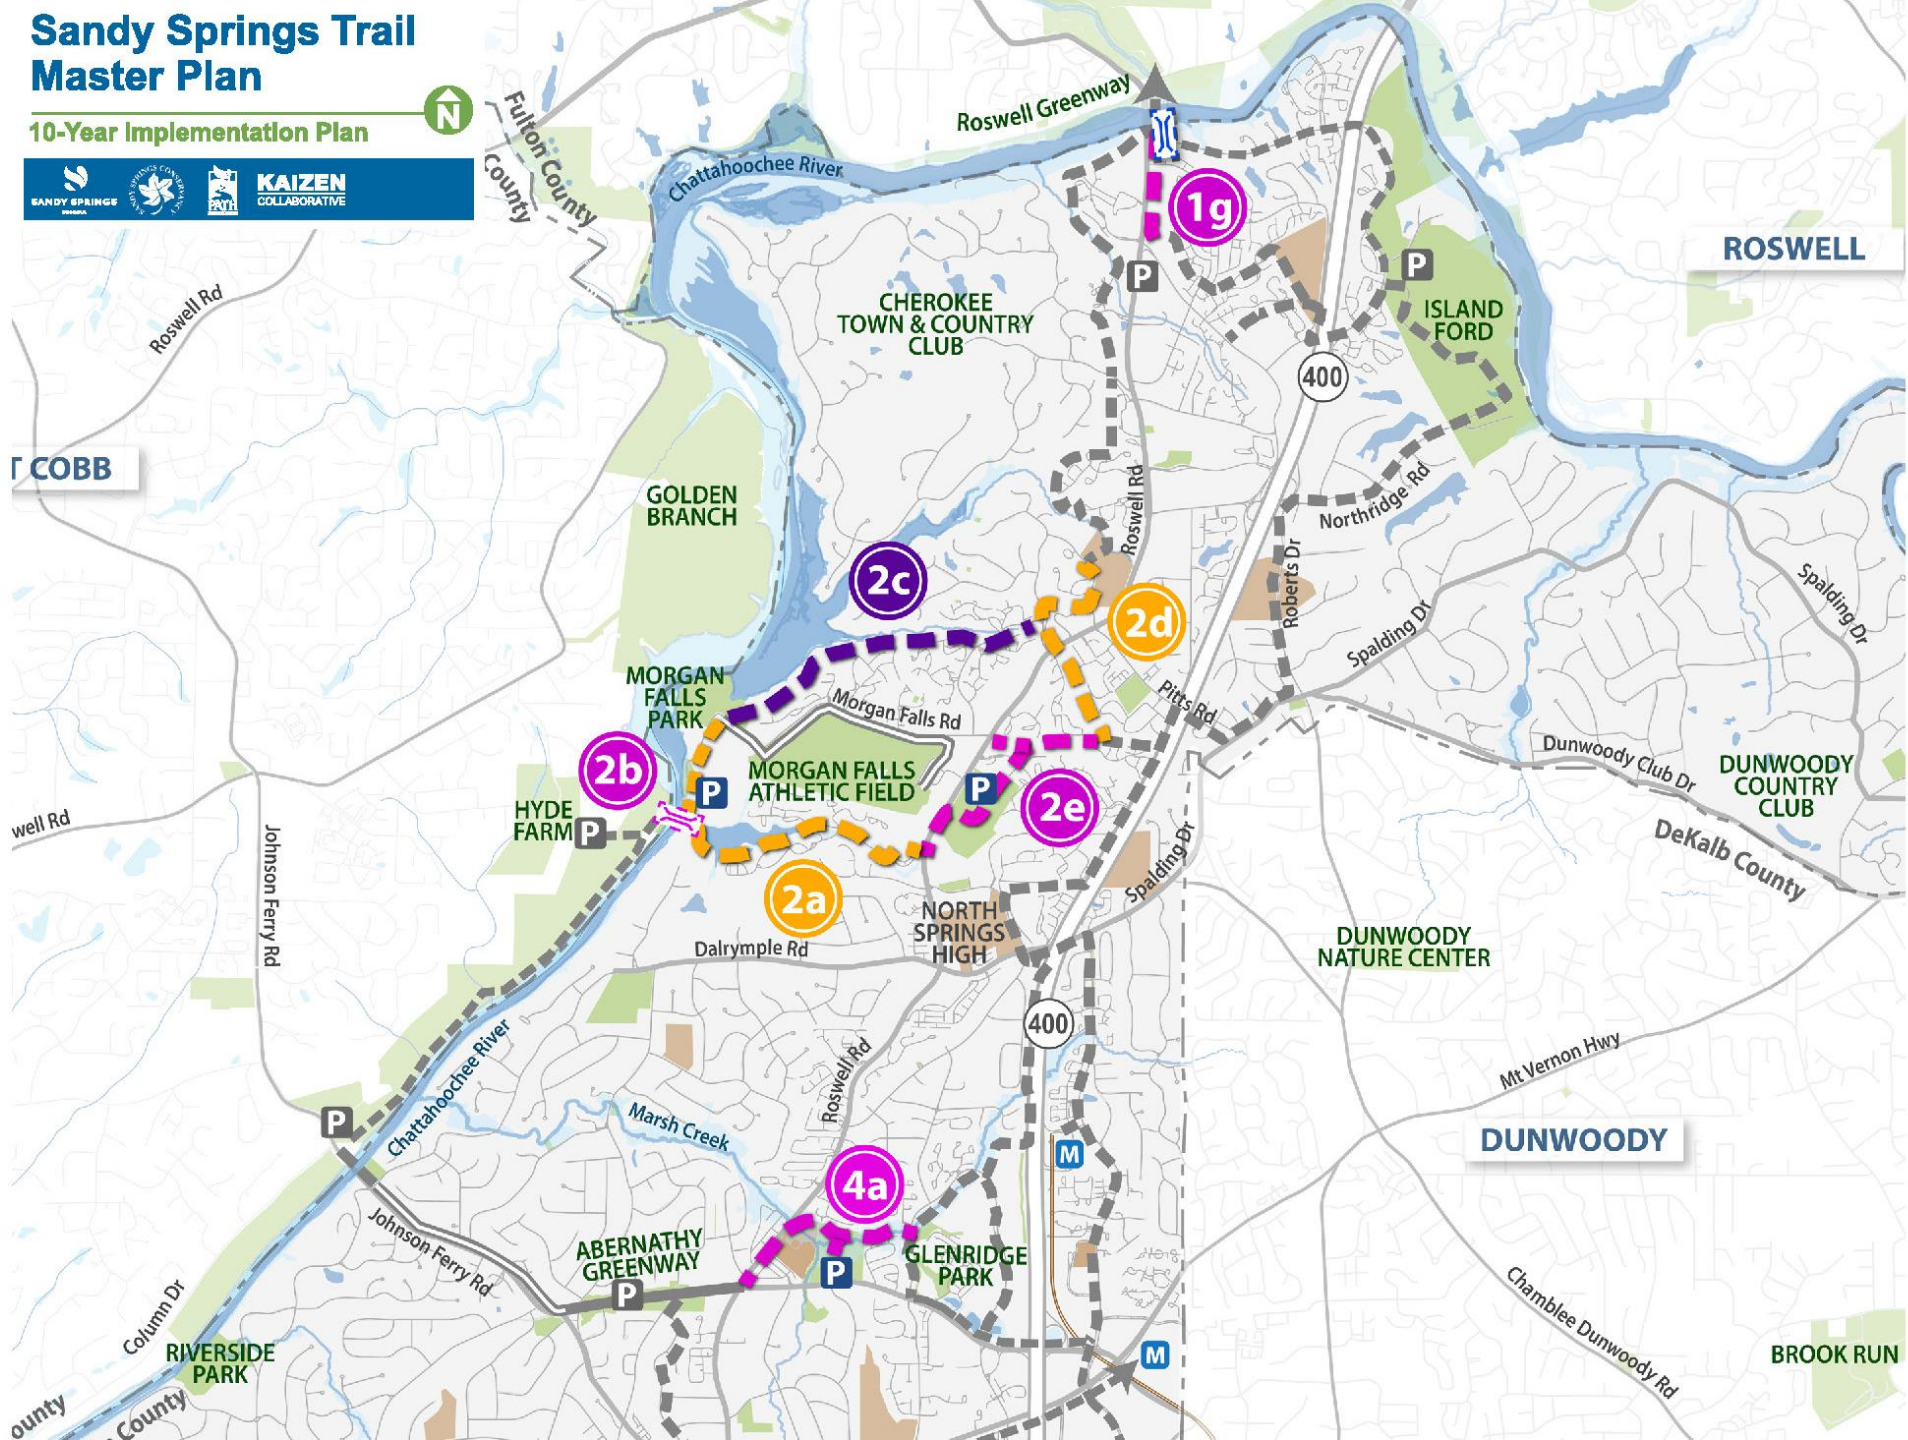 Sandy Springs Trail
Master Plan
10-Year Implementation Plan
N
SANDY SPRINGS
GEORGIA
SANDY SPRINGS CONSERVANCY
PATH
KAIZEN
COLLABORATIVE
Fulton County
County
Roswell Greenway
Chattahoochee River
1g
P
P
ROSWELL
Roswell Rd
CHEROKEE
TOWN & COUNTRY
CLUB
ISLAND
FORD
400
T COBB
GOLDEN
BRANCH
Roswell Rd
Northridge Rd
Roberts Dr
Spalding Dr
Spalding Dr
2c
2d
MORGAN
FALLS
PARK
Morgan Falls Rd
Pitts Rd
2b
P
MORGAN FALLS
ATHLETIC FIELD
P
2e
Dunwoody Club Dr
DUNWOODY
COUNTRY
CLUB
HYDE
FARM
P
well Rd
Johnson Ferry Rd
Spalding Dr
DeKalb County
2a
NORTH
SPRINGS
HIGH
Dalrymple Rd
DUNWOODY
NATURE CENTER
400
Chattahoochee River
Roswell Rd
Mt Vernon Hwy
P
Marsh Creek
M
DUNWOODY
4a
Johnson Ferry Rd
ABERNATHY
GREENWAY
P
P
GLENRIDGE
PARK
Column Dr
RIVERSIDE
PARK
M
Chamblee Dunwoody Rd
BROOK RUN
ounty
County